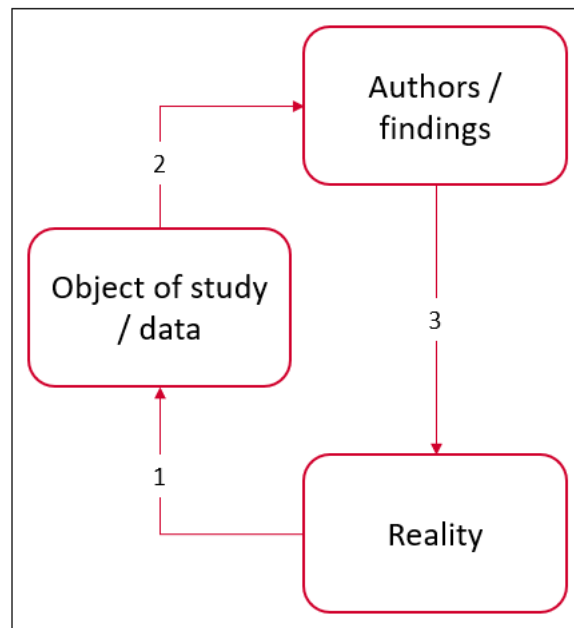 Authors /
findings
2
Object of study
/ data
3
1
Reality